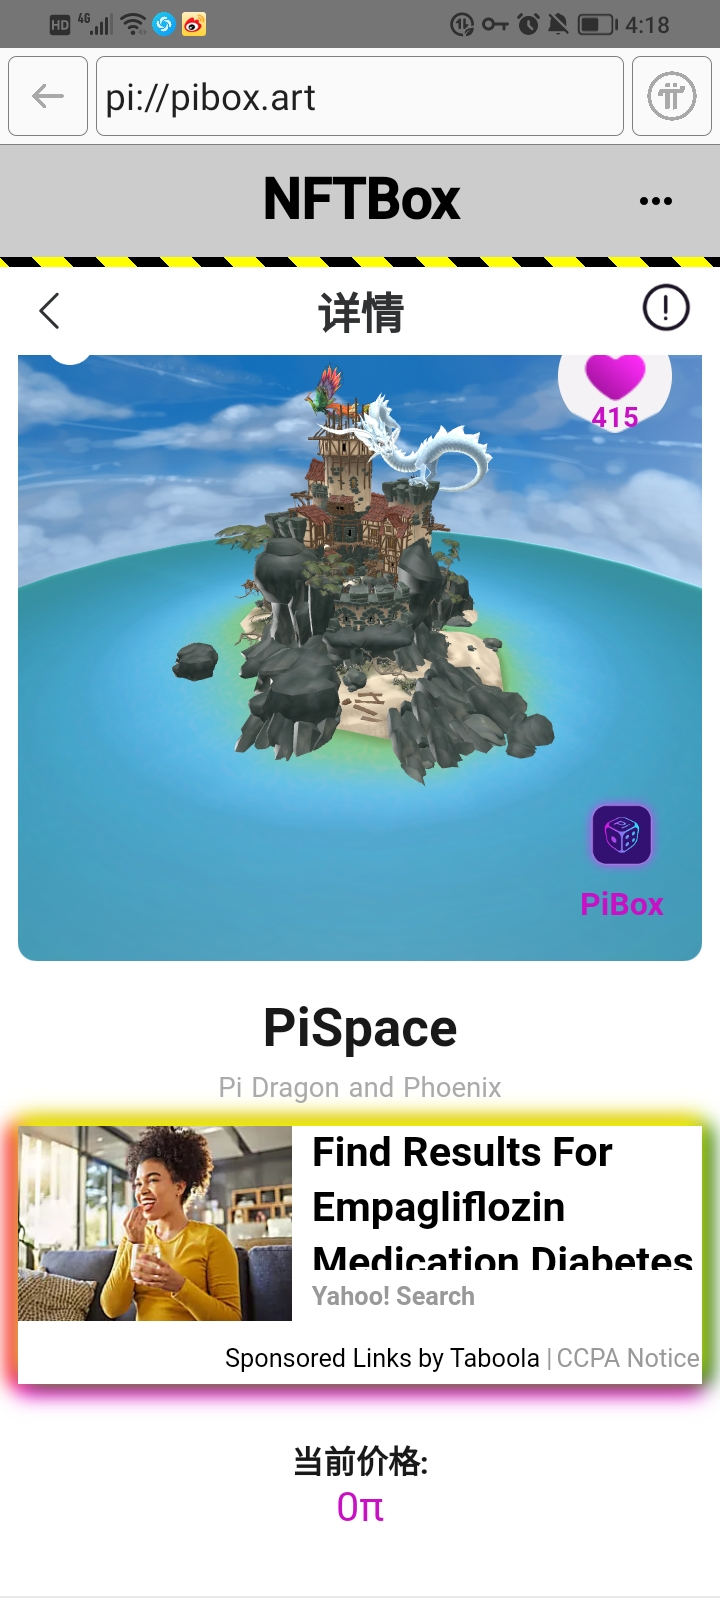 HD 4G 4:18
pi://pibox.art
NFTBox
详情
415
PiBox
PiSpace
Pi Dragon and Phoenix
Find Results For
Empagliflozin
Medication Diabetes
Yahoo! Search
Sponsored Links by Taboola | CCPA Notice
当前价格:
0π